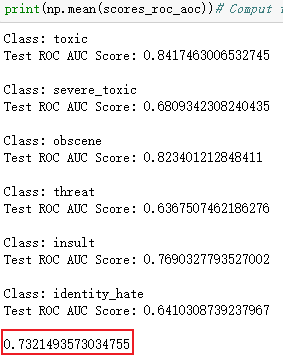 print(np.mean(scores_roc_aoc))# Comput
Class: toxic
Test ROC AUC Score: 0.8417463006532745
Class: severe_toxic
Test ROC AUC Score: 0.6809342308240435
Class: obscene
Test ROC AUC Score: 0.823401212848411
Class: threat
Test ROC AUC Score: 0.6367507462186276
Class: insult
Test ROC AUC Score: 0.7690327793527002
Class: identity_hate
Test ROC AUC Score: 0.6410308739237967
0.7321493573034755